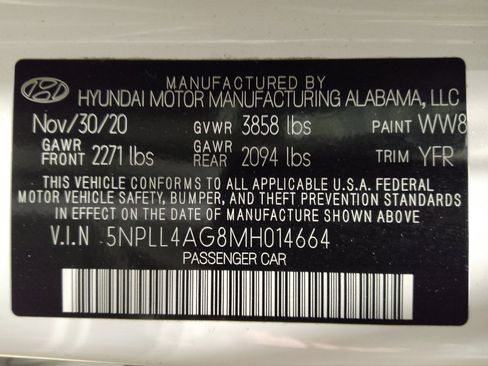 MANUFACTURED BY
HYUNDAI MOTOR MANUFACTURING ALABAMA, LLC
Nov/30/20 GVWR 3858 lbs PAINT WW8
GAWR FRONT 2271 lbs GAWR REAR 2094 lbs TRIM YFR
THIS VEHICLE CONFORMS TO ALL APPLICABLE U.S.A. FEDERAL
MOTOR VEHICLE SAFETY, BUMPER, AND THEFT PREVENTION STANDARDS
IN EFFECT ON THE DATE OF MANUFACTURE SHOWN ABOVE
V.I.N 5NPLL4AG8MH014664
PASSENGER CAR